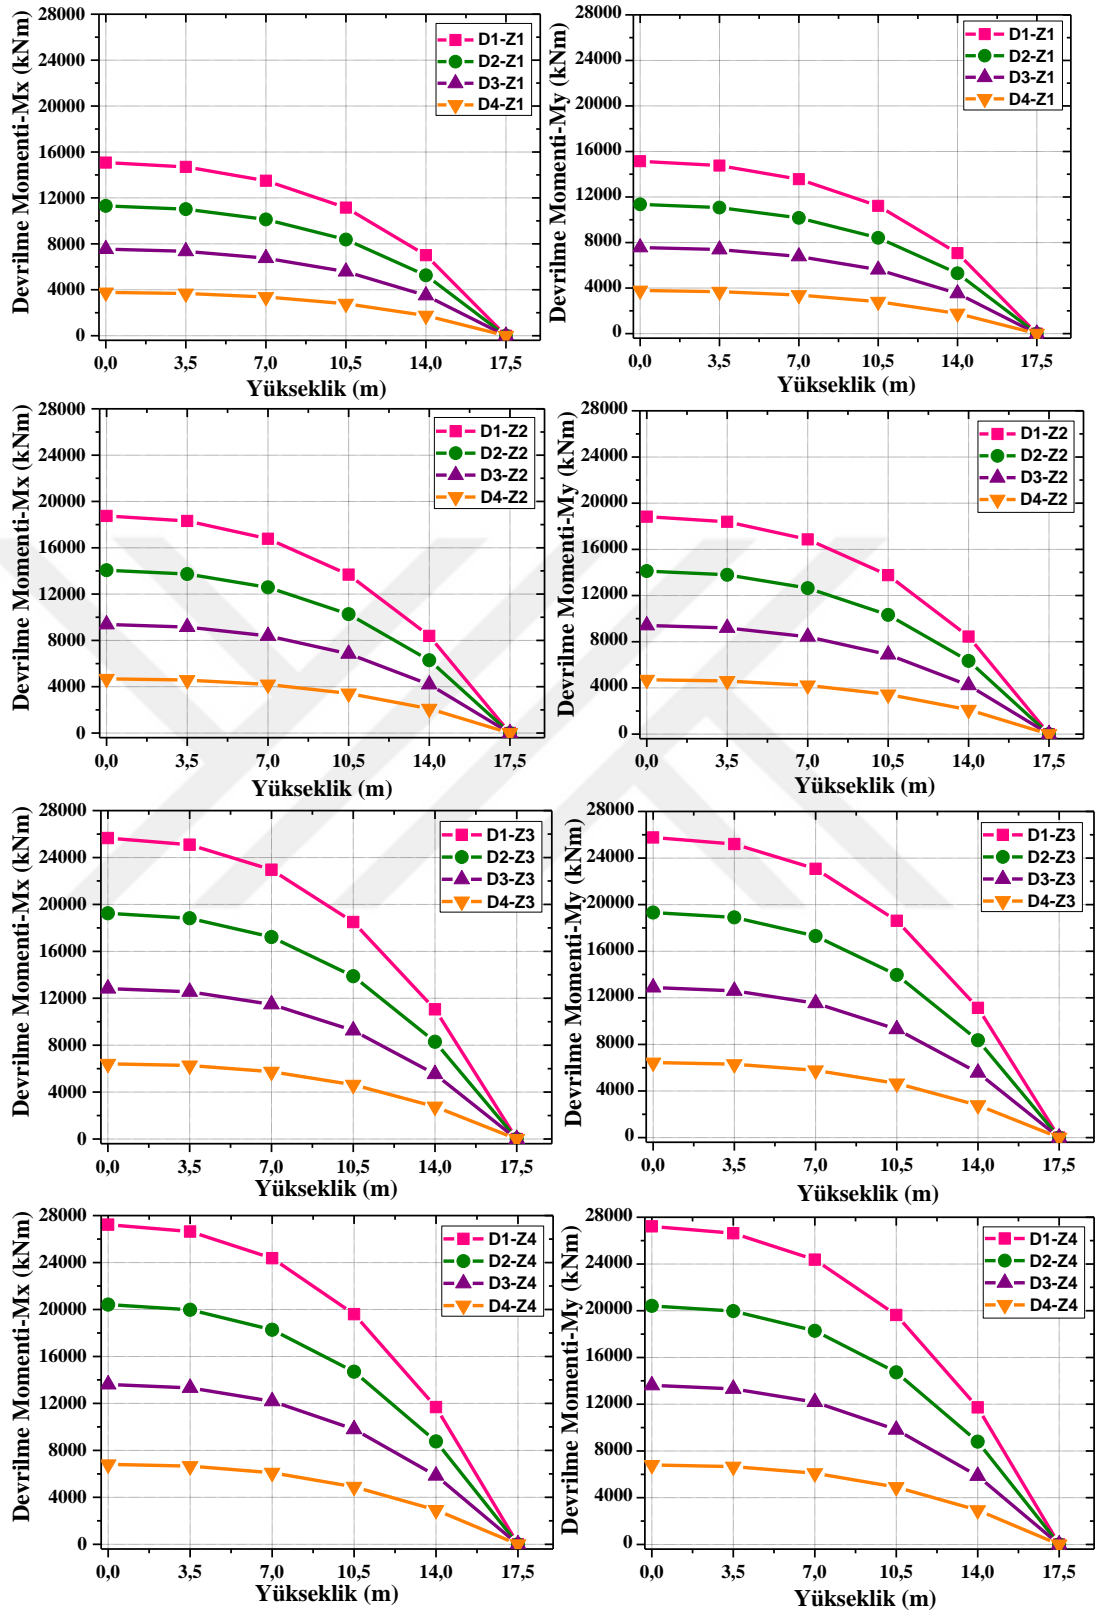 Devrilme Momenti-Mx (kNm)
28000
24000
20000
16000
12000
8000
4000
0
D1-Z1
D2-Z1
D3-Z1
D4-Z1
0,0 3,5 7,0 10,5 14,0 17,5
Yükseklik (m)
Devrilme Momenti-My (kNm)
28000
24000
20000
16000
12000
8000
4000
0
D1-Z1
D2-Z1
D3-Z1
D4-Z1
0,0 3,5 7,0 10,5 14,0 17,5
Yükseklik (m)
Devrilme Momenti-Mx (kNm)
28000
24000
20000
16000
12000
8000
4000
0
D1-Z2
D2-Z2
D3-Z2
D4-Z2
0,0 3,5 7,0 10,5 14,0 17,5
Yükseklik (m)
Devrilme Momenti-My (kNm)
28000
24000
20000
16000
12000
8000
4000
0
D1-Z2
D2-Z2
D3-Z2
D4-Z2
0,0 3,5 7,0 10,5 14,0 17,5
Yükseklik (m)
Devrilme Momenti-Mx (kNm)
28000
24000
20000
16000
12000
8000
4000
0
D1-Z3
D2-Z3
D3-Z3
D4-Z3
0,0 3,5 7,0 10,5 14,0 17,5
Yükseklik (m)
Devrilme Momenti-My (kNm)
28000
24000
20000
16000
12000
8000
4000
0
D1-Z3
D2-Z3
D3-Z3
D4-Z3
0,0 3,5 7,0 10,5 14,0 17,5
Yükseklik (m)
Devrilme Momenti-Mx (kNm)
28000
24000
20000
16000
12000
8000
4000
0
D1-Z4
D2-Z4
D3-Z4
D4-Z4
0,0 3,5 7,0 10,5 14,0 17,5
Yükseklik (m)
Devrilme Momenti-My (kNm)
28000
24000
20000
16000
12000
8000
4000
0
D1-Z4
D2-Z4
D3-Z4
D4-Z4
0,0 3,5 7,0 10,5 14,0 17,5
Yükseklik (m)